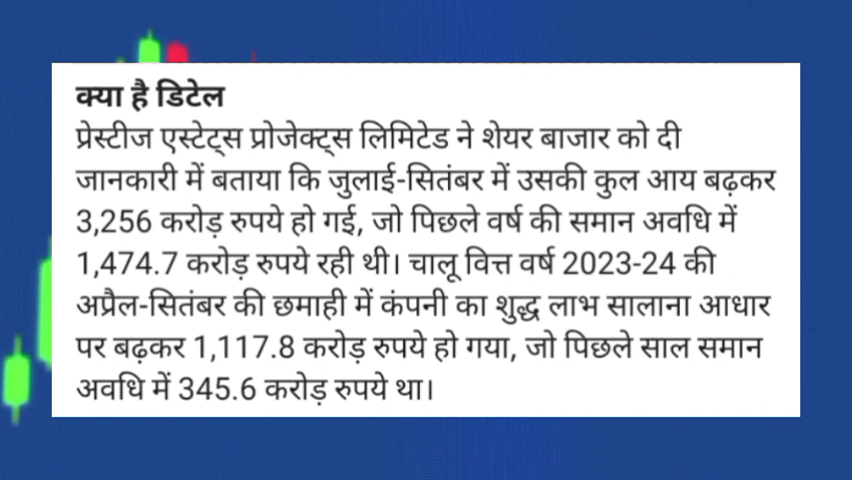 क्या है डिटेल
प्रेस्टीज एस्टेट्स प्रोजेक्ट्स लिमिटेड ने शेयर बाजार को दी
जानकारी में बताया कि जुलाई-सितंबर में उसकी कुल आय बढ़कर
3,256 करोड़ रुपये हो गई, जो पिछले वर्ष की समान अवधि में
1,474.7 करोड़ रुपये रही थी। चालू वित्त वर्ष 2023-24 की
अप्रैल-सितंबर की छमाही में कंपनी का शुद्ध लाभ सालाना आधार
पर बढ़कर 1,117.8 करोड़ रुपये हो गया, जो पिछले साल समान
अवधि में 345.6 करोड़ रुपये था।